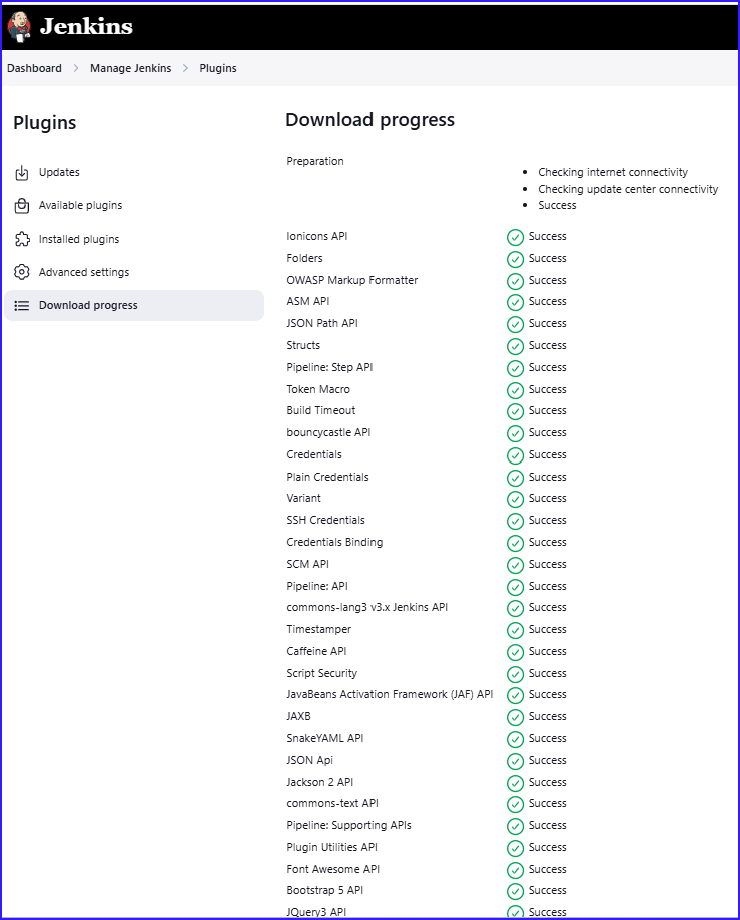 Jenkins
Dashboard > Manage Jenkins > Plugins
Plugins
Updates
Available plugins
Installed plugins
Advanced settings
Download progress
Download progress
Preparation
• Checking internet connectivity
• Checking update center connectivity
• Success
Ionicons API Success
Folders Success
OWASP Markup Formatter Success
ASM API Success
JSON Path API Success
Structs Success
Pipeline: Step API Success
Token Macro Success
Build Timeout Success
bouncycastle API Success
Credentials Success
Plain Credentials Success
Variant Success
SSH Credentials Success
Credentials Binding Success
SCM API Success
Pipeline: API Success
commons-lang3 v3.x Jenkins API Success
Timestamper Success
Caffeine API Success
Script Security Success
JavaBeans Activation Framework (JAF) API Success
JAXB Success
SnakeYAML API Success
JSON Api Success
Jackson 2 API Success
commons-text API Success
Pipeline: Supporting APIs Success
Plugin Utilities API Success
Font Awesome API Success
Bootstrap 5 API Success
JQuery3 API Success